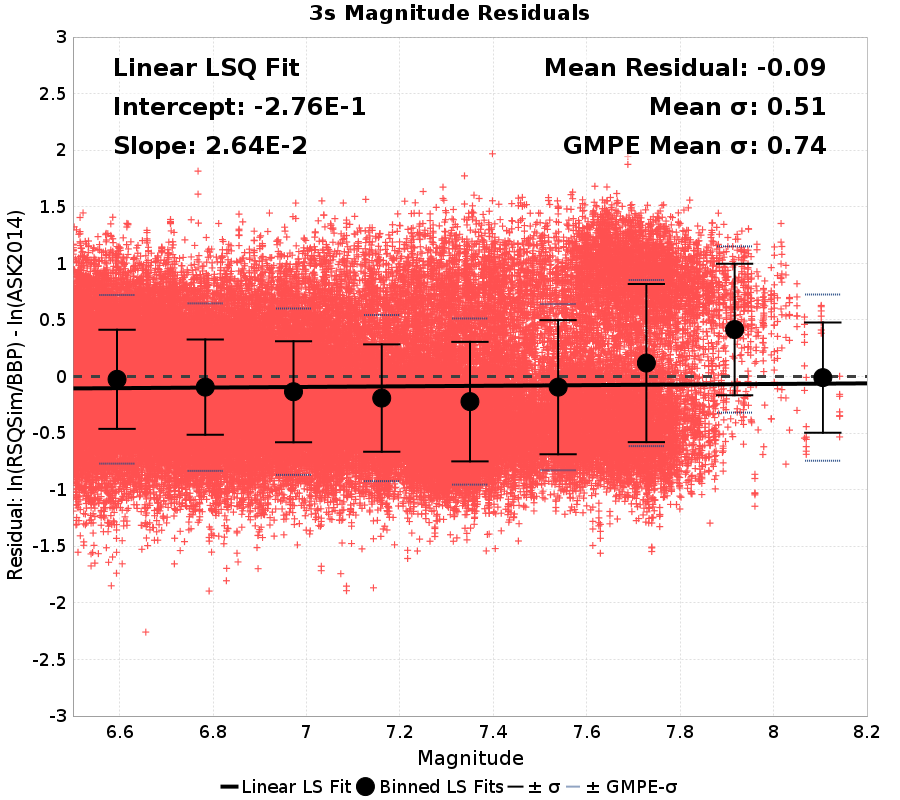 3s Magnitude Residuals
Linear LSQ Fit
Intercept: -2.76E-1
Slope: 2.64E-2
Mean Residual: -0.09
Mean σ: 0.51
GMPE Mean σ: 0.74
Residual: ln(RSQSim/BBP) - ln(ASK2014)
3
2.5
2
1.5
1
0.5
0
-0.5
-1
-1.5
-2
-2.5
-3
6.6 6.8 7 7.2 7.4 7.6 7.8 8 8.2
Magnitude
Linear LS Fit Binned LS Fits ± σ ± GMPE-σ